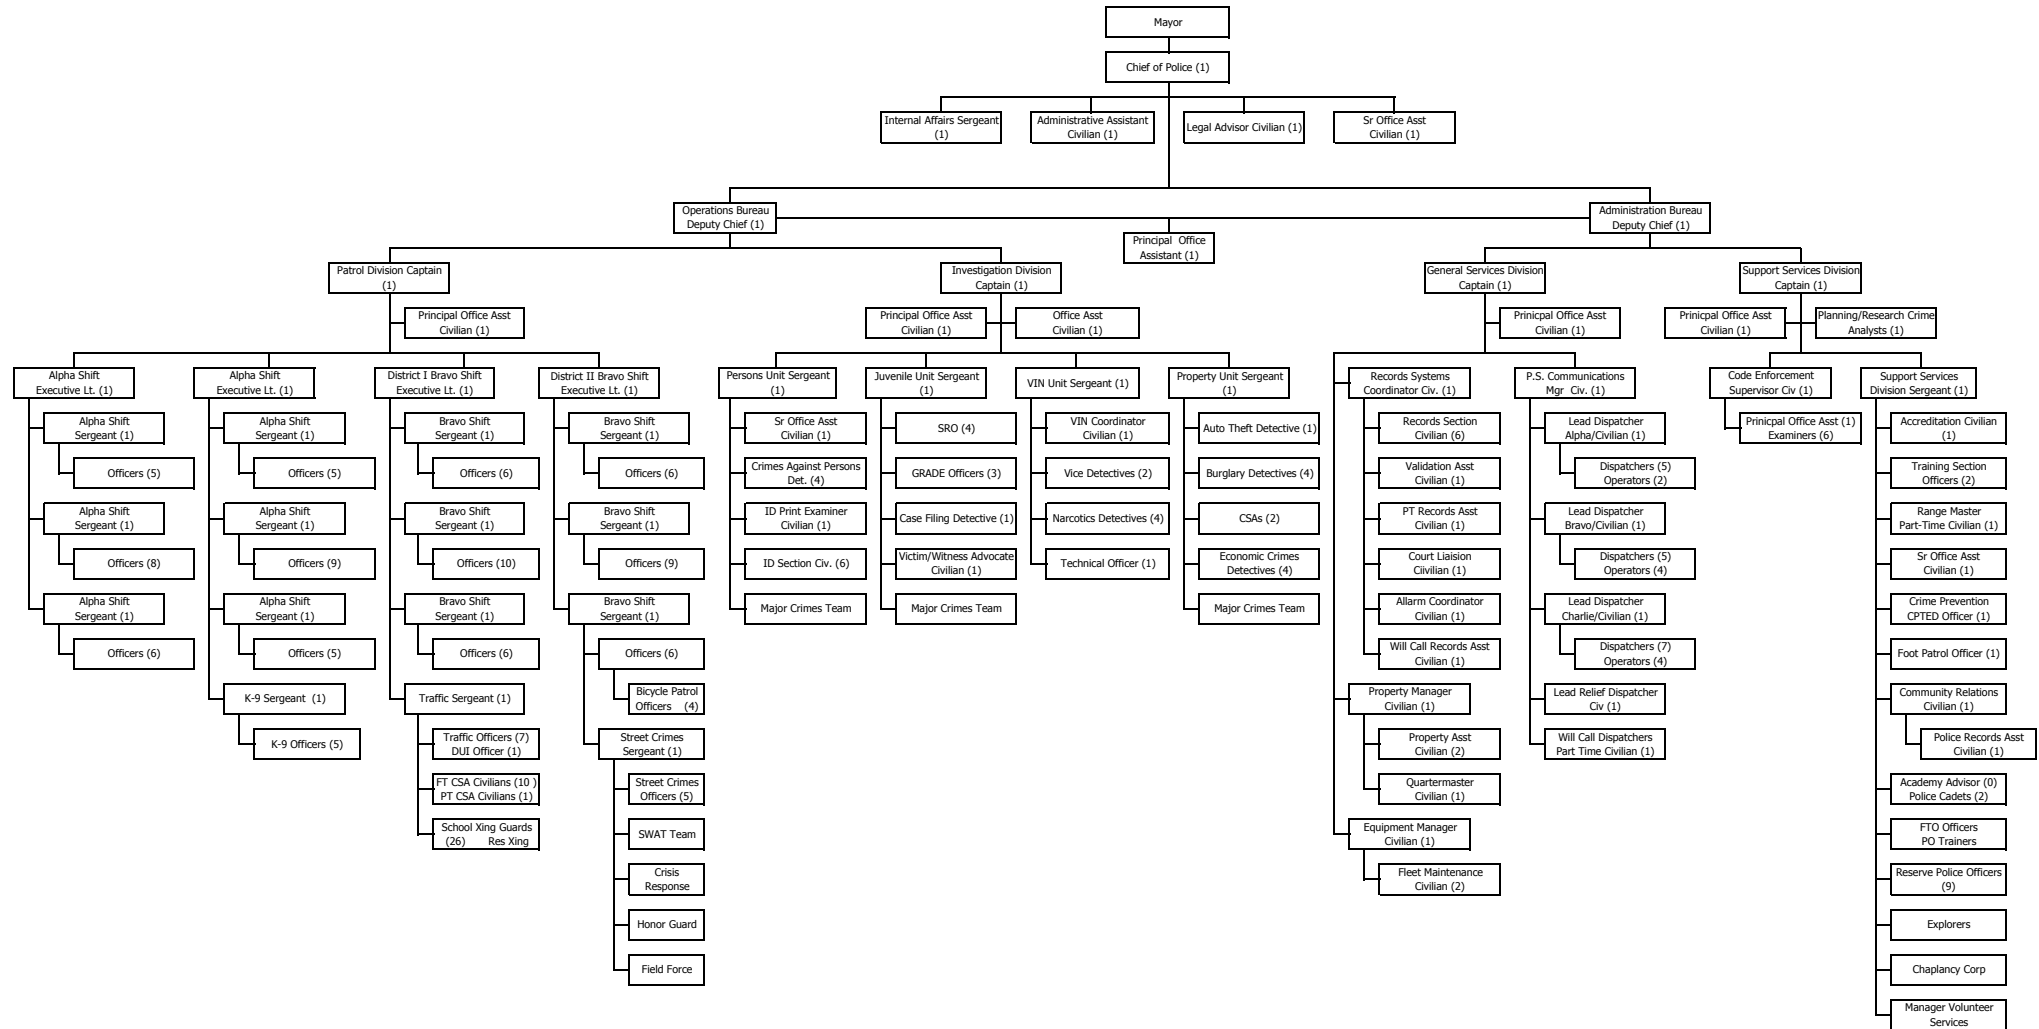 Mayor
Chief of Police (1)
Internal Affairs Sergeant
(1)
Administrative Assistant
Civilian (1)
Legal Advisor Civilian (1)
Sr Office Asst
Civilian (1)
Operations Bureau
Deputy Chief (1)
Administration Bureau
Deputy Chief (1)
Principal Office
Assistant (1)
Patrol Division Captain
(1)
Investigation Division
Captain (1)
General Services Division
Captain (1)
Support Services Division
Captain (1)
Principal Office Asst
Civilian (1)
Principal Office Asst
Civilian (1)
Office Asst
Civilian (1)
Prinicpal Office Asst
Civilian (1)
Prinicpal Office Asst
Civilian (1)
Planning/Research Crime
Analysts (1)
Alpha Shift
Executive Lt. (1)
Alpha Shift
Sergeant (1)
Officers (5)
Alpha Shift
Sergeant (1)
Officers (8)
Alpha Shift
Sergeant (1)
Officers (6)
Alpha Shift
Executive Lt. (1)
Alpha Shift
Sergeant (1)
Officers (5)
Alpha Shift
Sergeant (1)
Officers (9)
Alpha Shift
Sergeant (1)
Officers (5)
K-9 Sergeant (1)
K-9 Officers (5)
District I Bravo Shift
Executive Lt. (1)
Bravo Shift
Sergeant (1)
Officers (6)
Bravo Shift
Sergeant (1)
Officers (10)
Bravo Shift
Sergeant (1)
Officers (6)
Traffic Sergeant (1)
Traffic Officers (7)
DUI Officer (1)
FT CSA Civilians (10 )
PT CSA Civilians (1)
School Xing Guards
(26) Res Xing
District II Bravo Shift
Executive Lt. (1)
Bravo Shift
Sergeant (1)
Officers (6)
Bravo Shift
Sergeant (1)
Officers (9)
Bravo Shift
Sergeant (1)
Officers (6)
Bicycle Patrol
Officers (4)
Street Crimes
Sergeant (1)
Street Crimes
Officers (5)
SWAT Team
Crisis
Response
Honor Guard
Field Force
Persons Unit Sergeant
(1)
Sr Office Asst
Civilian (1)
Crimes Against Persons
Det. (4)
ID Print Examiner
Civilian (1)
ID Section Civ. (6)
Major Crimes Team
Juvenile Unit Sergeant
(1)
SRO (4)
GRADE Officers (3)
Case Filing Detective (1)
Victim/Witness Advocate
Civilian (1)
Major Crimes Team
VIN Unit Sergeant (1)
VIN Coordinator
Civilian (1)
Vice Detectives (2)
Narcotics Detectives (4)
Technical Officer (1)
Property Unit Sergeant
(1)
Auto Theft Detective (1)
Burglary Detectives (4)
CSAs (2)
Economic Crimes
Detectives (4)
Major Crimes Team
Records Systems
Coordinator Civ. (1)
Records Section
Civilian (6)
Validation Asst
Civilian (1)
PT Records Asst
Civilian (1)
Court Liaision
Ciivilian (1)
Allarm Coordinator
Civilian (1)
Will Call Records Asst
Civilian (1)
Property Manager
Civilian (1)
Property Asst
Civilian (2)
Quartermaster
Civilian (1)
Equipment Manager
Civilian (1)
Fleet Maintenance
Civilian (2)
P.S. Communications
Mgr Civ. (1)
Lead Dispatcher
Alpha/Civilian (1)
Dispatchers (5)
Operators (2)
Lead Dispatcher
Bravo/Civilian (1)
Dispatchers (5)
Operators (4)
Lead Dispatcher
Charlie/Civilian (1)
Dispatchers (7)
Operators (4)
Lead Relief Dispatcher
Civ (1)
Will Call Dispatchers
Part Time Civilian (1)
Code Enforcement
Supervisor Civ (1)
Prinicpal Office Asst (1)
Examiners (6)
Support Services
Division Sergeant (1)
Accreditation Civilian
(1)
Training Section
Officers (2)
Range Master
Part-Time Civilian (1)
Sr Office Asst
Civilian (1)
Crime Prevention
CPTED Officer (1)
Foot Patrol Officer (1)
Community Relations
Civilian (1)
Police Records Asst
Civilian (1)
Academy Advisor (0)
Police Cadets (2)
FTO Officers
PO Trainers
Reserve Police Officers
(9)
Explorers
Chaplancy Corp
Manager Volunteer
Services